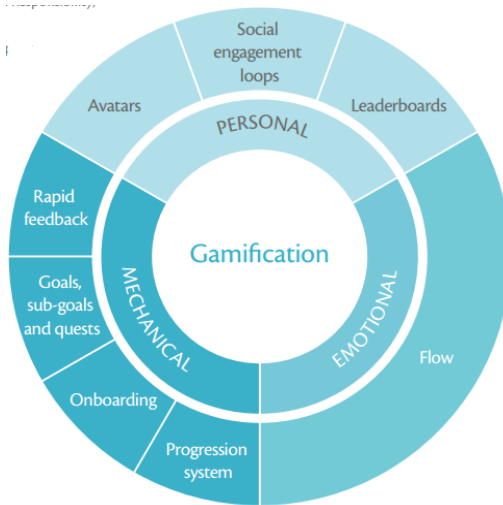 Social
engagement
loops
Avatars
Leaderboards
PERSONAL
Rapid
feedback
Gamification
Goals,
sub-goals
and quests
MECHANICAL
EMOTIONAL
Flow
Onboarding
Progression
system